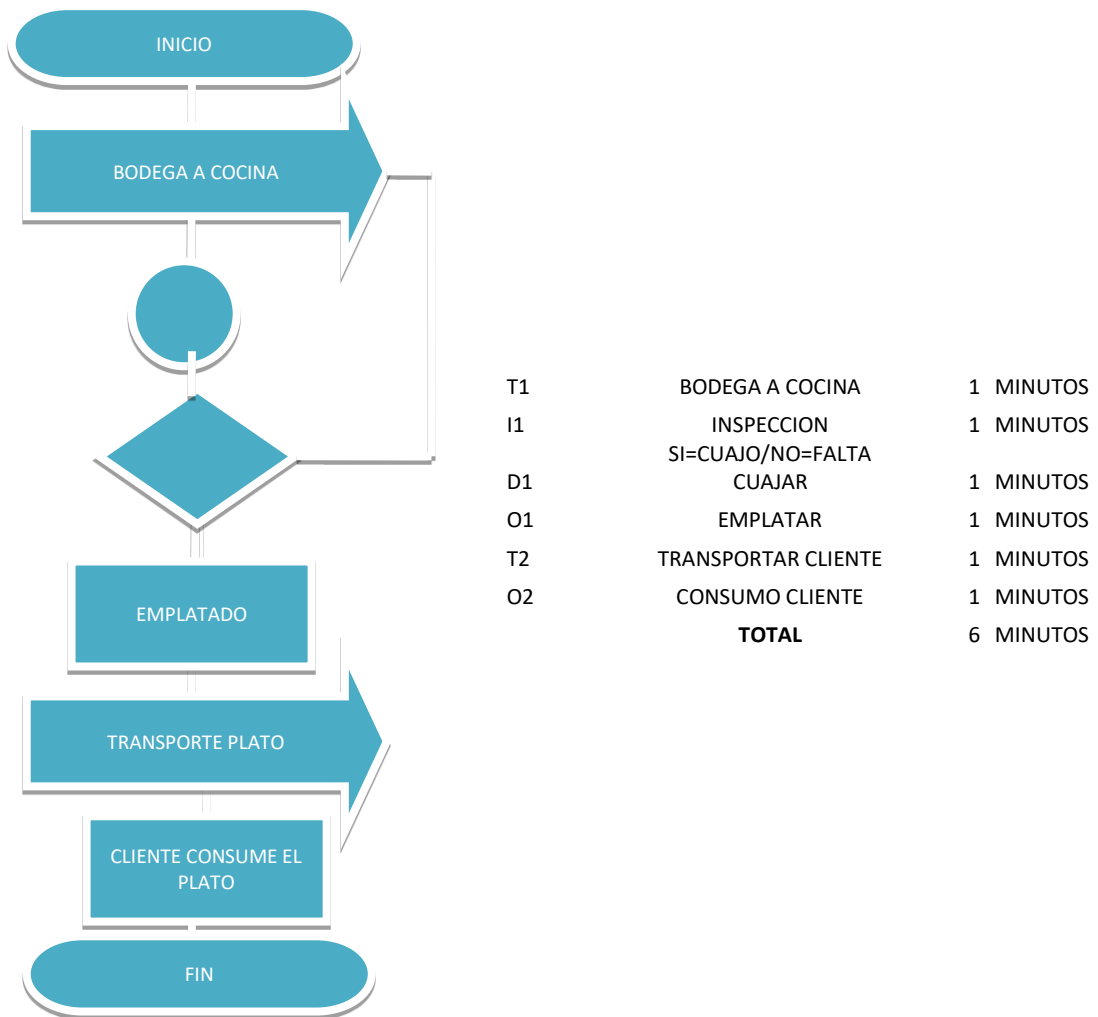 INICIO
BODEGA A COCINA
EMPLATADO
TRANSPORTE PLATO
CLIENTE CONSUME EL
PLATO
FIN
T1 BODEGA A COCINA 1 MINUTOS
I1 INSPECCION 1 MINUTOS
SI=CUAJO/NO=FALTA
D1 CUAJAR 1 MINUTOS
O1 EMPLATAR 1 MINUTOS
T2 TRANSPORTAR CLIENTE 1 MINUTOS
O2 CONSUMO CLIENTE 1 MINUTOS
TOTAL 6 MINUTOS